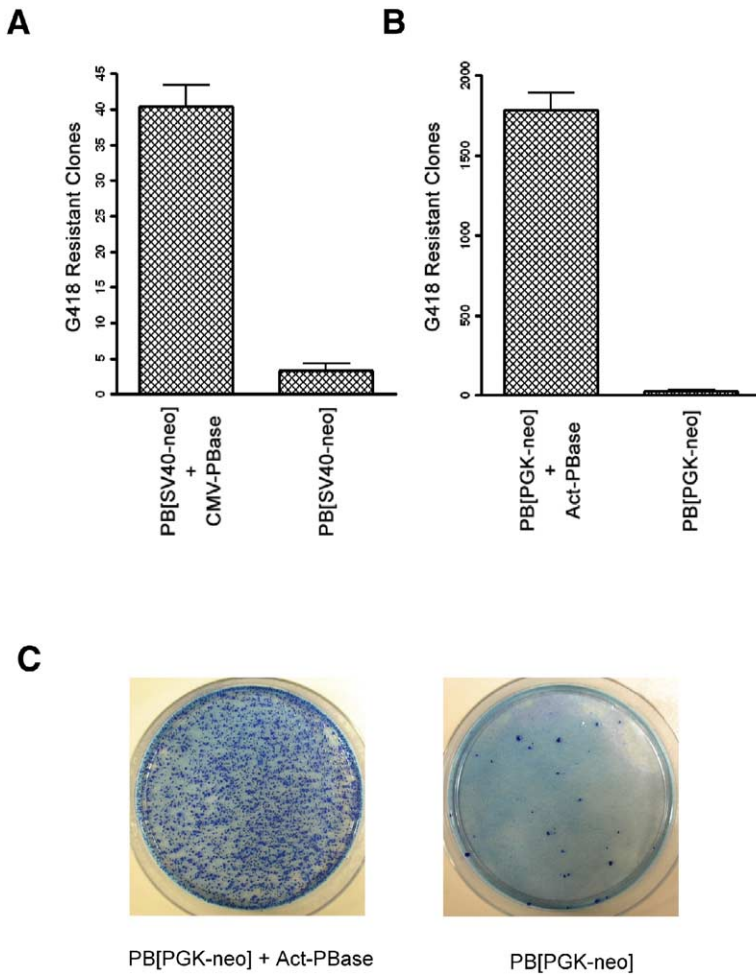 A
B
G418 Resistant Clones
45
40
35
30
25
20
15
10
5
0
PB[SV40-neo]
+
CMV-PBase
PB[SV40-neo]
G418 Resistant Clones
2000
1500
1000
500
0
PB[PGK-neo]
+
Act-PBase
PB[PGK-neo]
C
PB[PGK-neo] + Act-PBase
PB[PGK-neo]